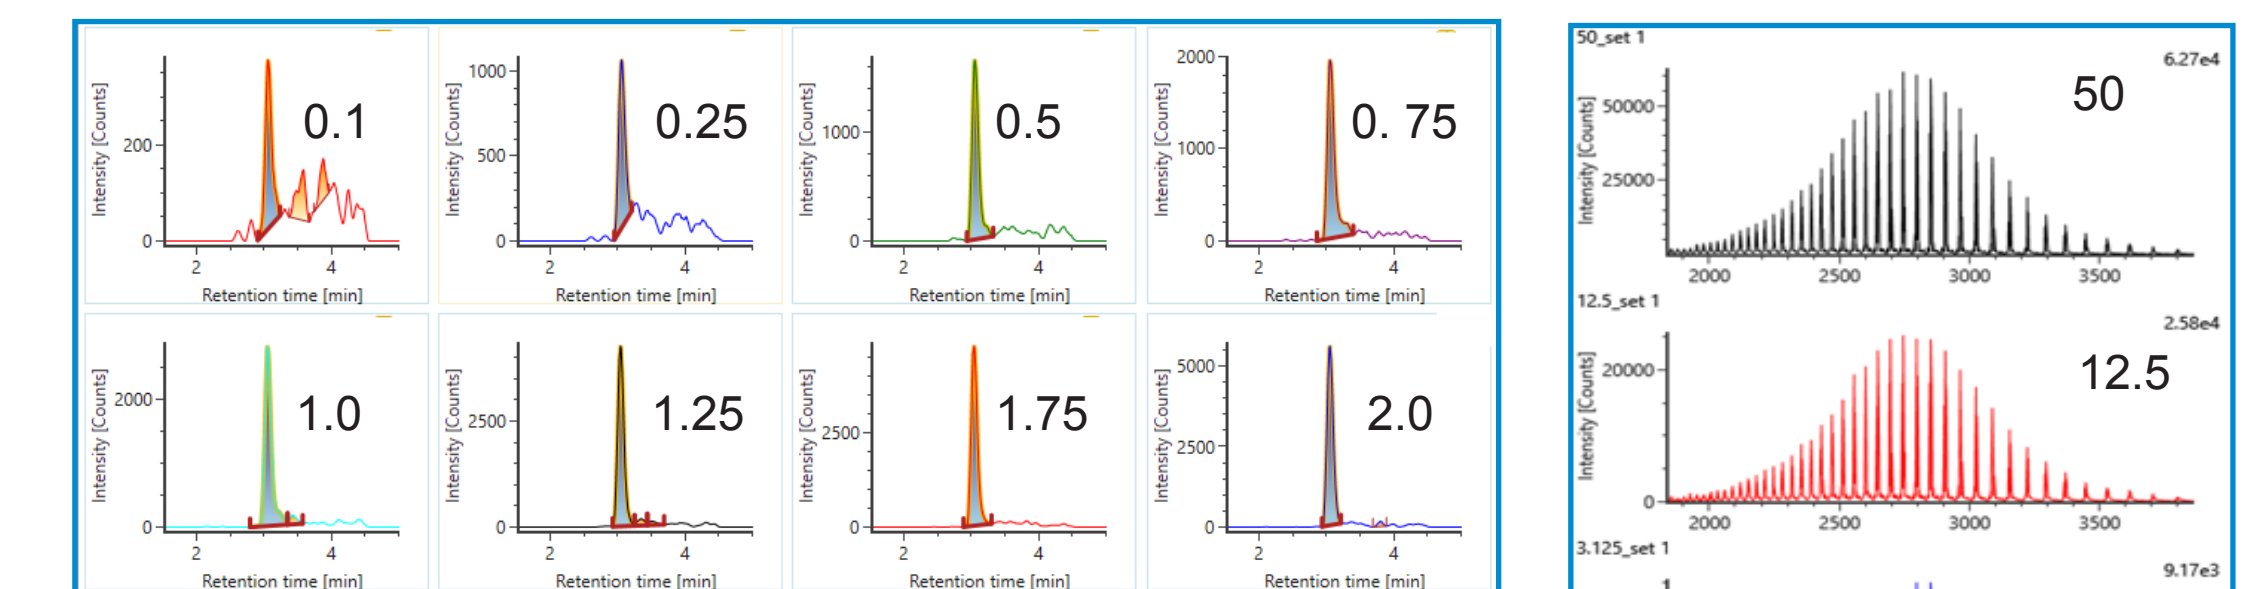 Intensity [Counts]
200
0
0.1
2
4
Retention time [min]
Intensity [Counts]
1000
500
0
0.25
2
4
Retention time [min]
Intensity [Counts]
1000
0
0.5
2
4
Retention time [min]
Intensity [Counts]
2000
1000
0
0. 75
2
4
Retention time [min]
Intensity [Counts]
2000
0
1.0
2
4
Retention time [min]
Intensity [Counts]
2500
0
1.25
2
4
Retention time [min]
Intensity [Counts]
2500
0
1.75
2
4
Retention time [min]
Intensity [Counts]
5000
2500
0
2.0
2
4
Retention time [min]
50_set 1
6.27e4
50
Intensity [Counts]
50000
25000
2000
2500
3000
3500
12.5_set 1
2.58e4
12.5
Intensity [Counts]
20000
0
2000
2500
3000
3500
3.125_set 1
9.17e3